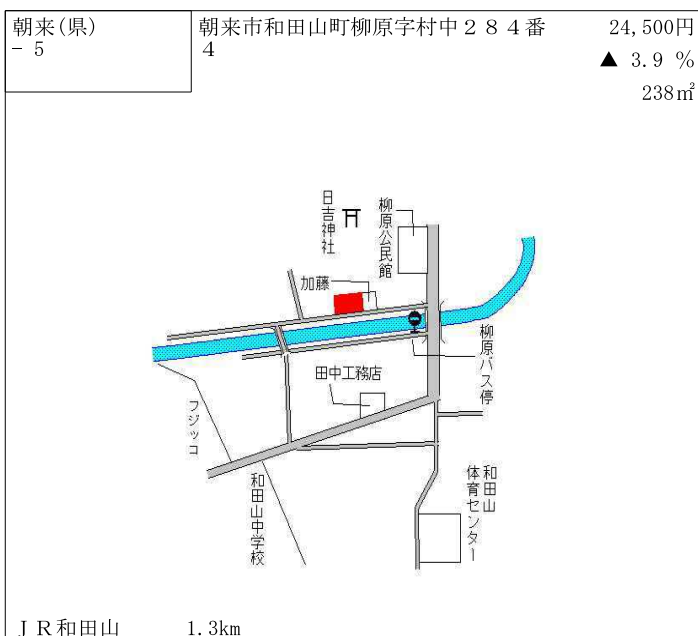 朝来(県)
- 5
朝来市和田山町柳原字村中２８４番
4
24,500円
▲ 3.9 %
238㎡
日吉神社
柳原公民館
加藤
柳原バス停
田中工務店
フジッコ
和田山中学校
和田山
体育センター
ＪＲ和田山 1.3km